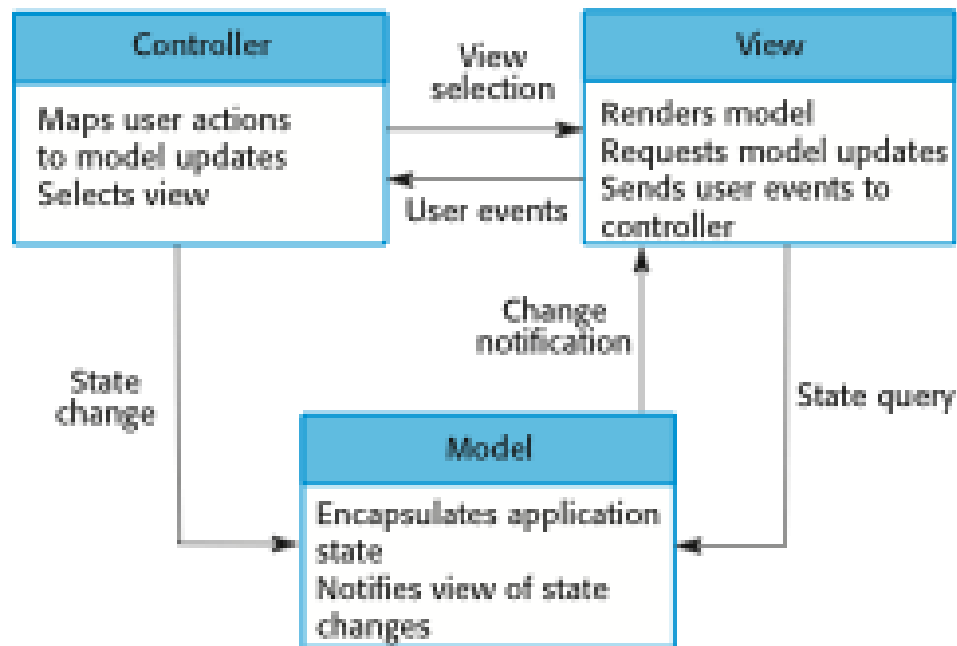 Controller
Maps user actions
to model updates
Selects view
View
selection
User events
View
Renders model
Requests model updates
Sends user events to
controller
Change
notification
State
change
State query
Model
Encapsulates application
state
Notifies view of state
changes